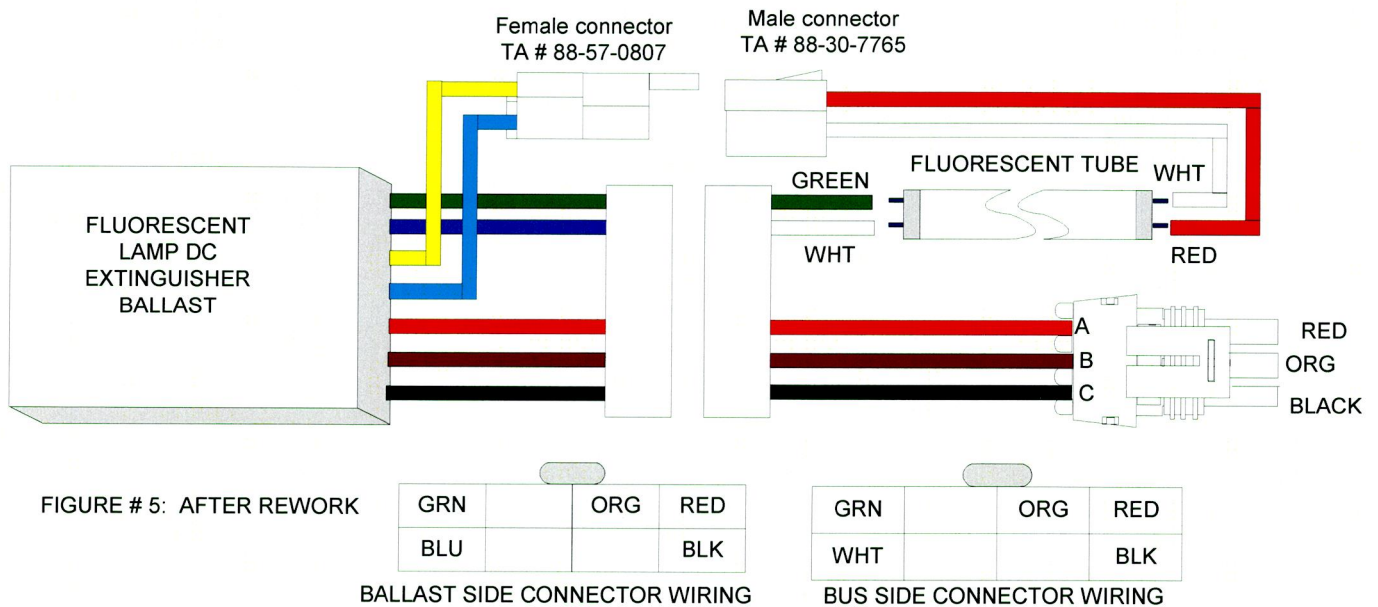 Female connector
TA # 88-57-0807
Male connector
TA # 88-30-7765
FLUORESCENT
LAMP DC
EXTINGUISHER
BALLAST
GREEN
WHT
FLUORESCENT TUBE
WHT
RED
A
B
C
RED
ORG
BLACK
FIGURE # 5: AFTER REWORK
GRN ORG RED
BLU BLK
BALLAST SIDE CONNECTOR WIRING
GRN ORG RED
WHT BLK
BUS SIDE CONNECTOR WIRING